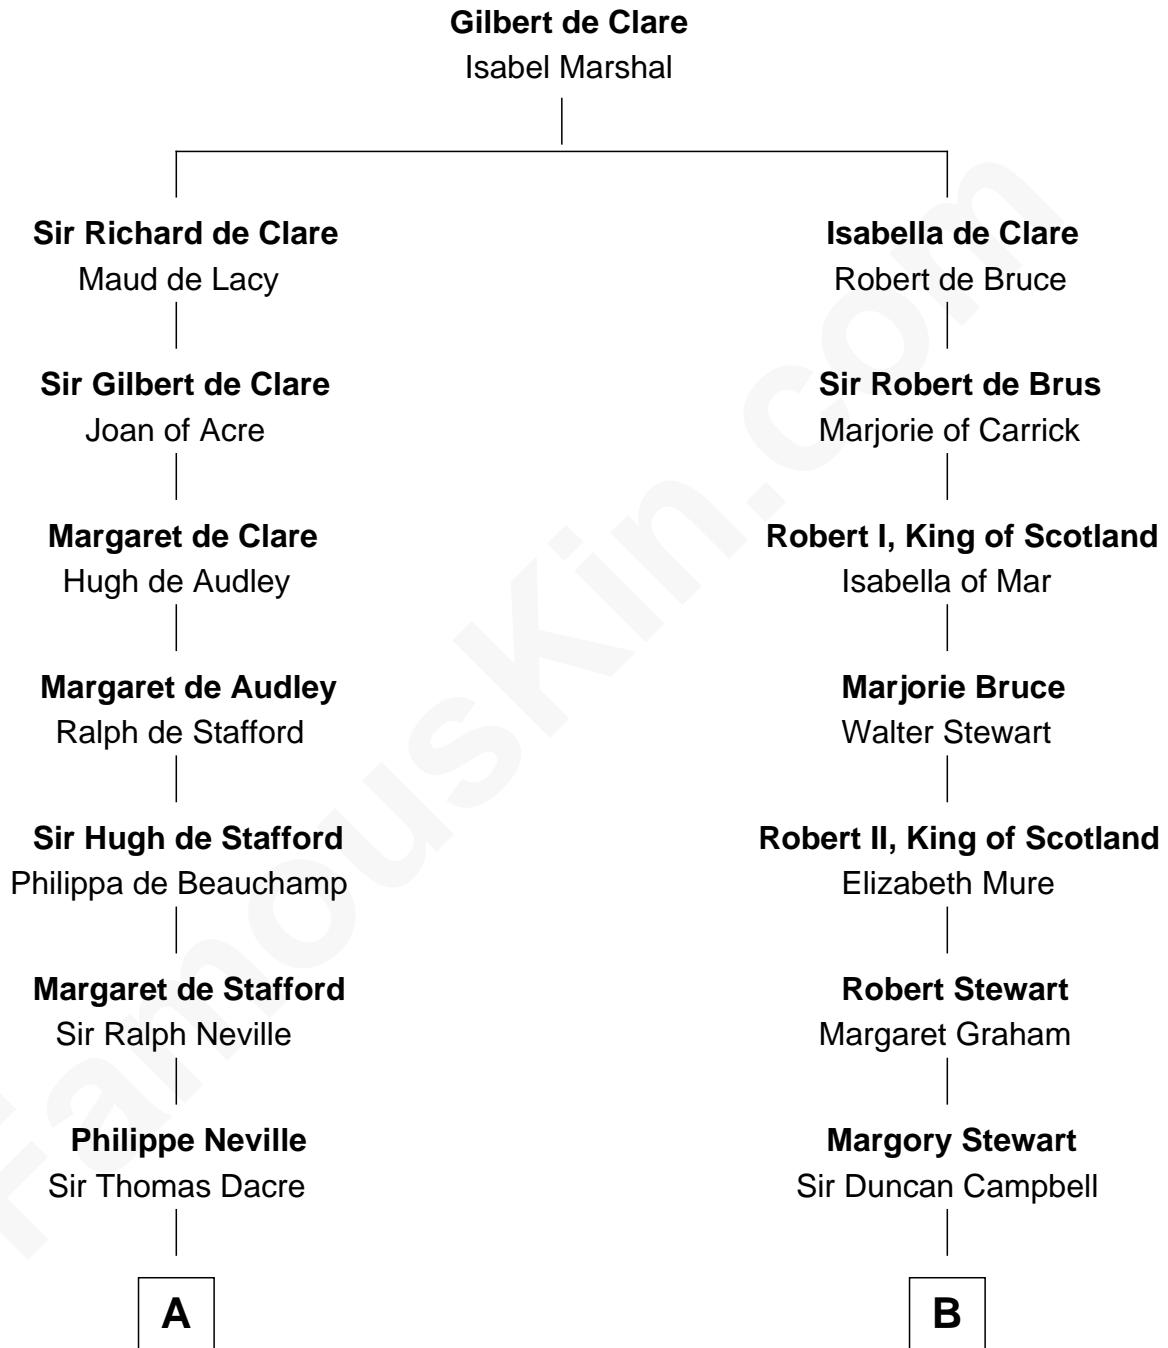 Gilbert de Clare
Isabel Marshal
Sir Richard de Clare
Maud de Lacy
Isabella de Clare
Robert de Bruce
Sir Gilbert de Clare
Joan of Acre
Sir Robert de Brus
Marjorie of Carrick
Margaret de Clare
Hugh de Audley
Robert I, King of Scotland
Isabella of Mar
Margaret de Audley
Ralph de Stafford
Marjorie Bruce
Walter Stewart
Sir Hugh de Stafford
Philippa de Beauchamp
Robert II, King of Scotland
Elizabeth Mure
Margaret de Stafford
Sir Ralph Neville
Robert Stewart
Margaret Graham
Philippe Neville
Sir Thomas Dacre
Margory Stewart
Sir Duncan Campbell
A
B
FamousKin.com